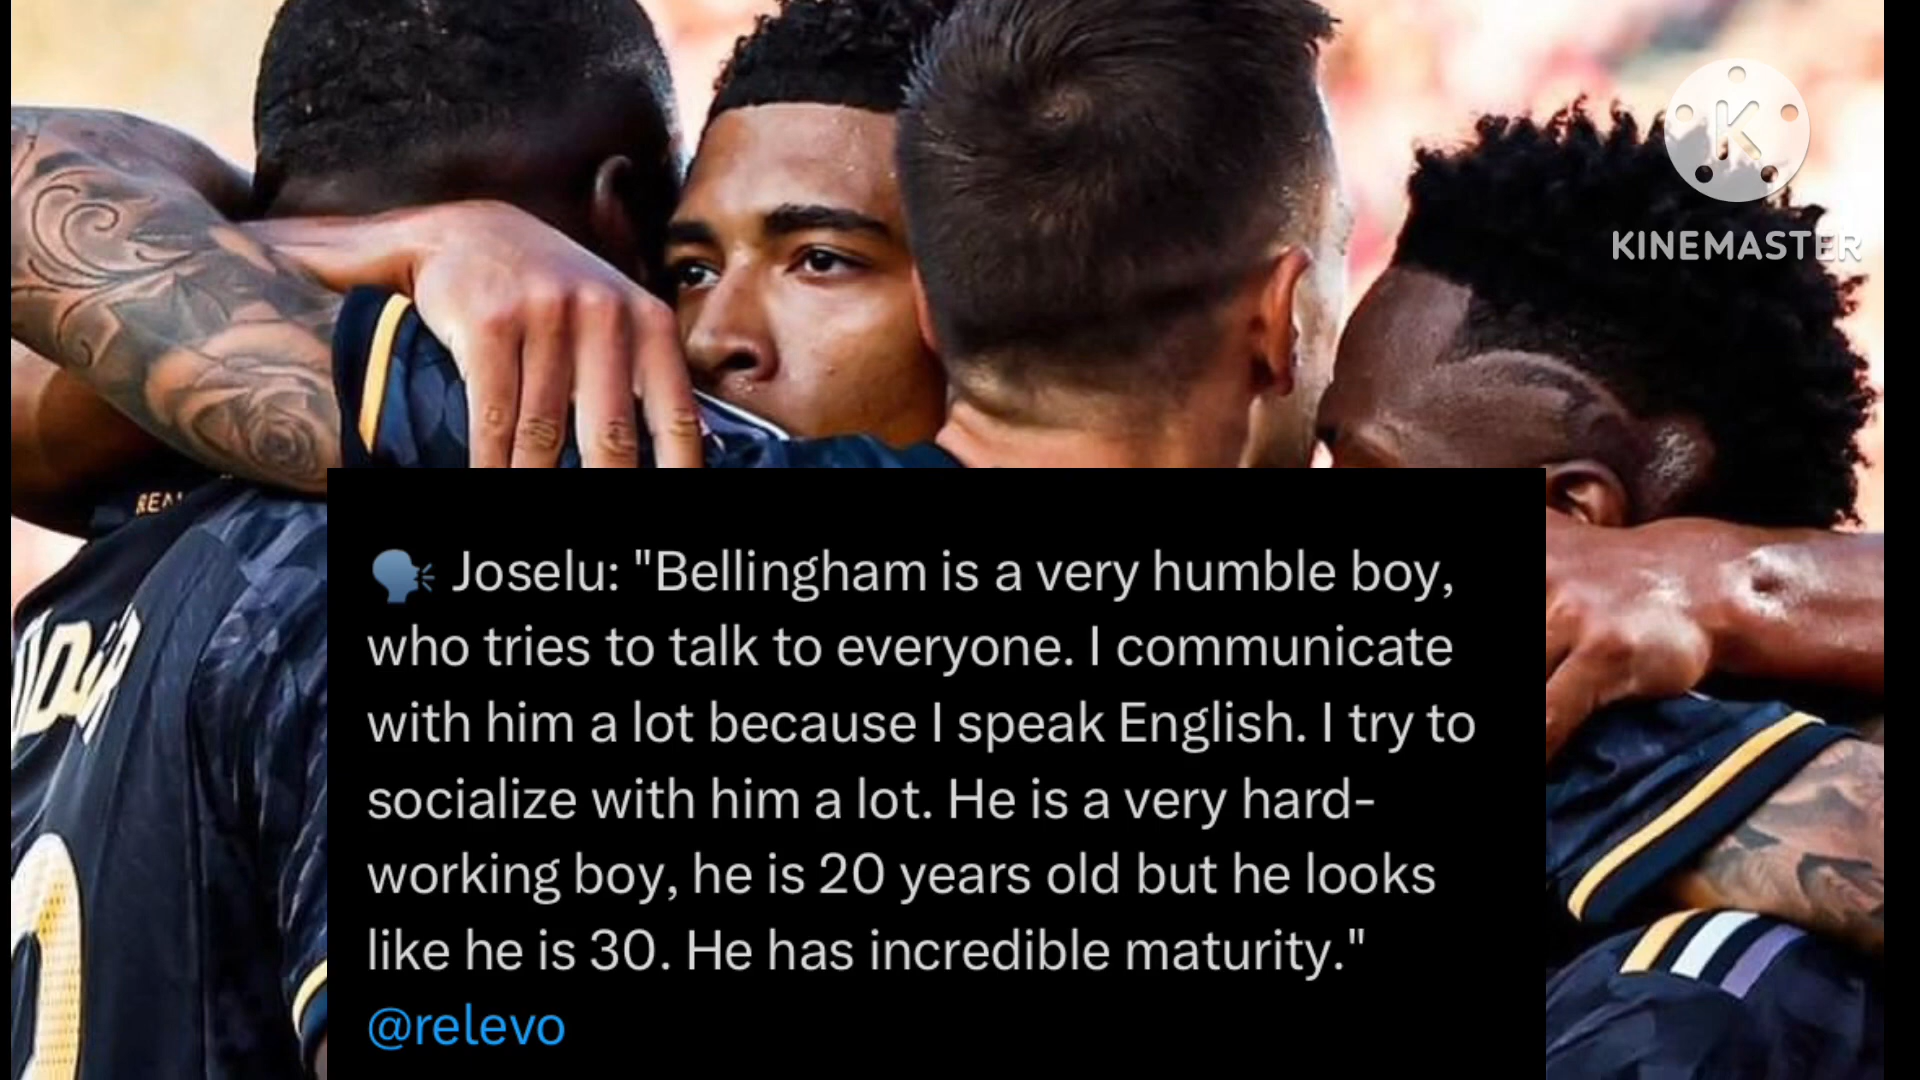 K
KINEMASTER
REA
🗣️ Joselu: "Bellingham is a very humble boy,
who tries to talk to everyone. I communicate
with him a lot because I speak English. I try to
socialize with him a lot. He is a very hard-
working boy, he is 20 years old but he looks
like he is 30. He has incredible maturity."
@relevo